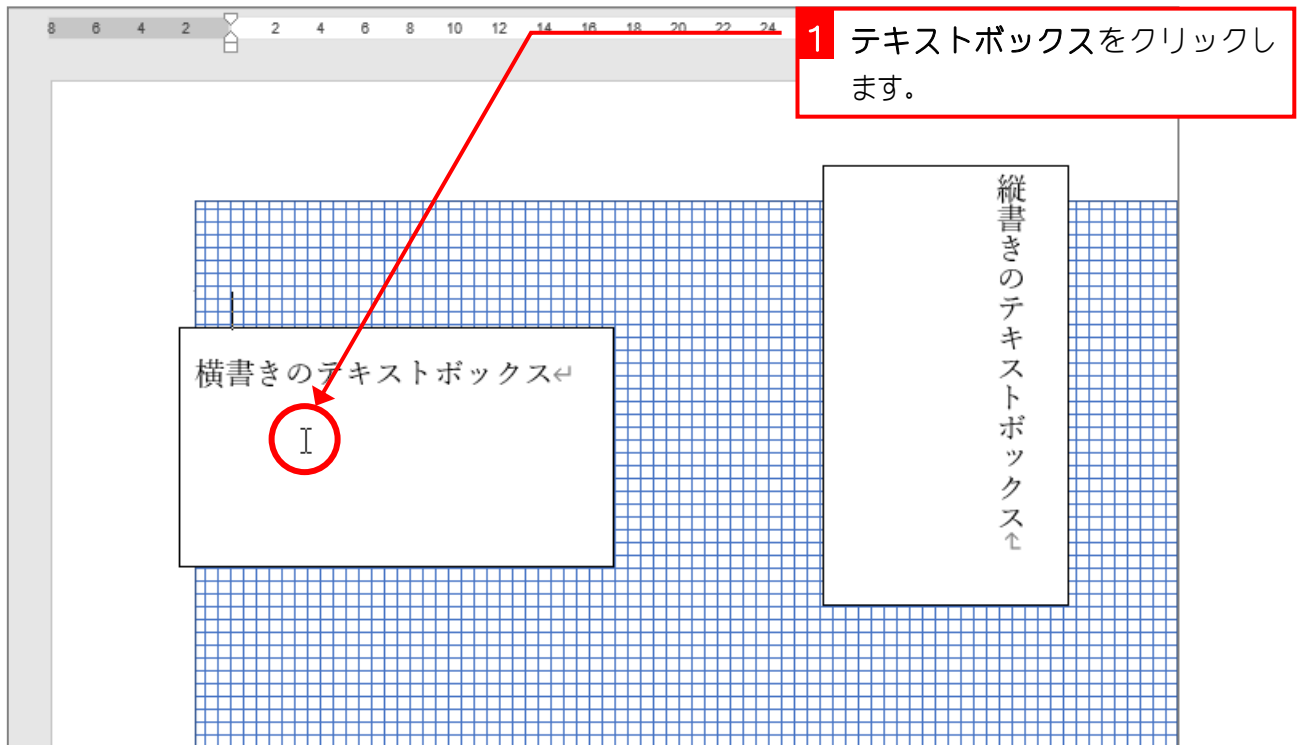 8 6 4 2 2 4 6 8 10 12 14 16 18 20 22 24
1 テキストボックスをクリックし
ます。
縦書きのテキストボックス
横書きのテキストボックス↵